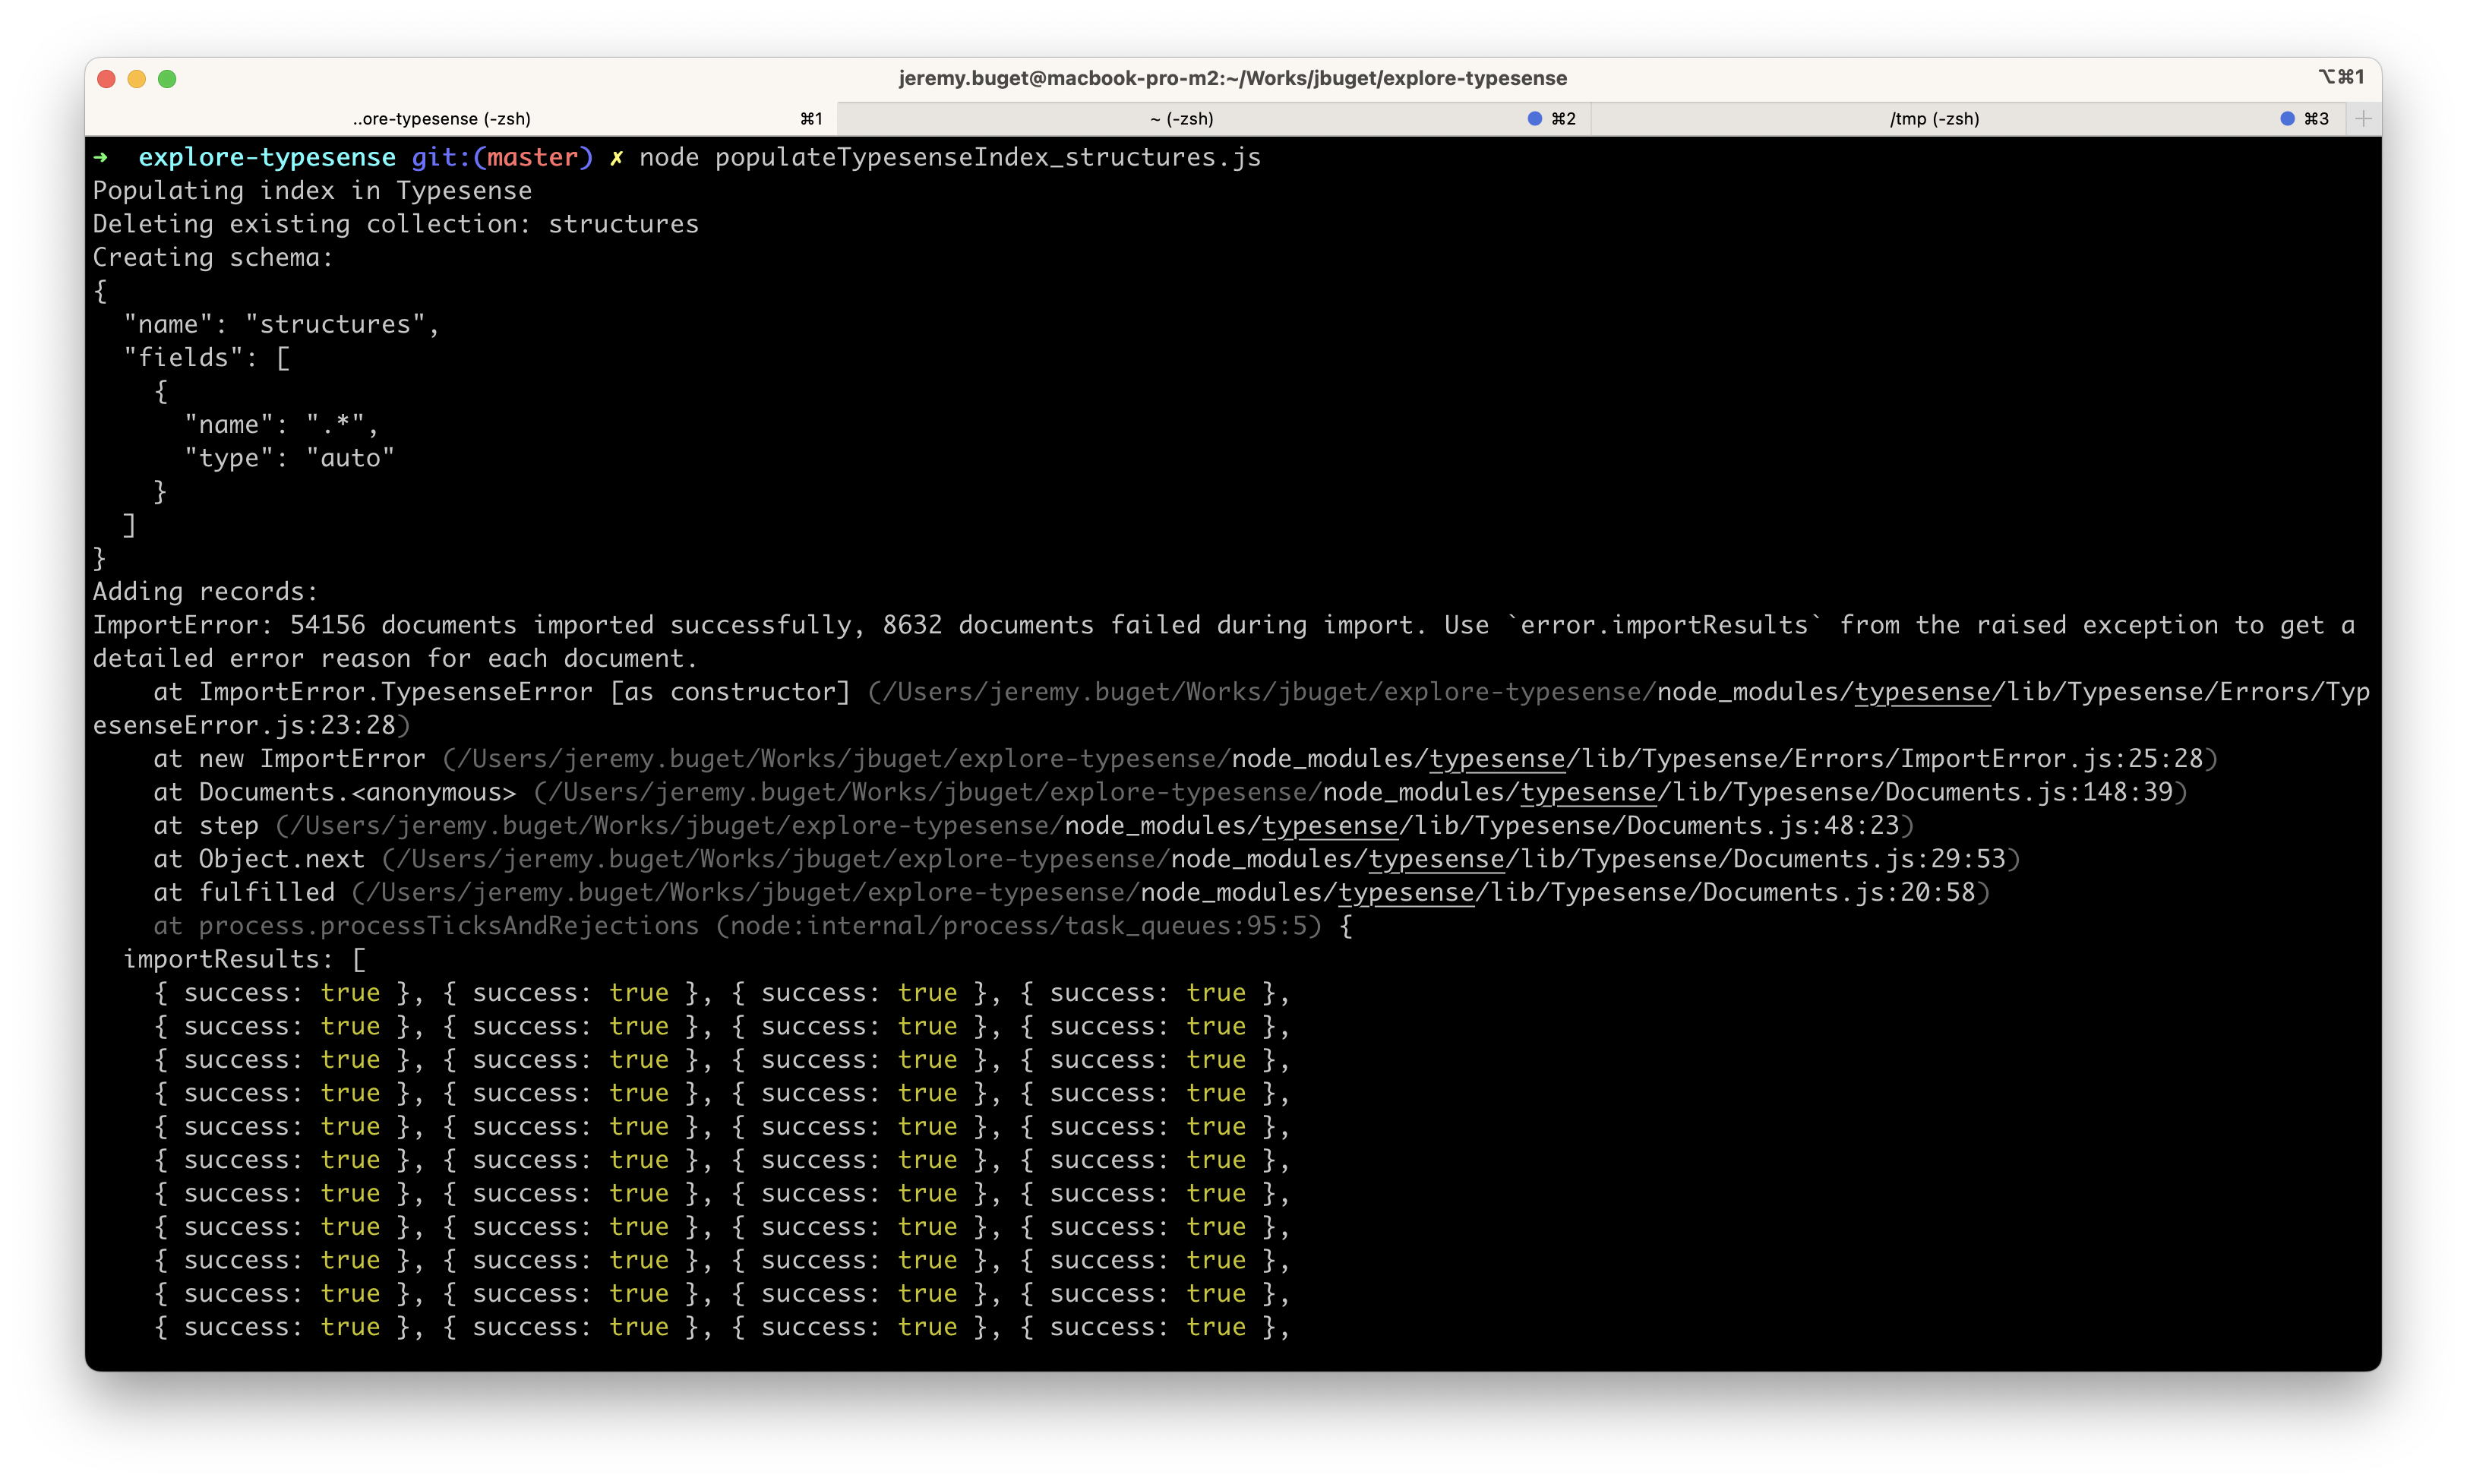 jeremy.buget@macbook-pro-m2:~/Works/jbuget/explore-typesense ⌥⌘1
..ore-typesense (-zsh) ⌘1 ~ (-zsh) ⌘2 /tmp (-zsh) ⌘3 +
➜  explore-typesense git:(master) ✗ node populateTypesenseIndex_structures.js
Populating index in Typesense
Deleting existing collection: structures
Creating schema:
{
  "name": "structures",
  "fields": [
    {
      "name": ".*",
      "type": "auto"
    }
  ]
}
Adding records:
ImportError: 54156 documents imported successfully, 8632 documents failed during import. Use `error.importResults` from the raised exception to get a
detailed error reason for each document.
    at ImportError.TypesenseError [as constructor] (/Users/jeremy.buget/Works/jbuget/explore-typesense/node_modules/typesense/lib/Typesense/Errors/Typ
esenseError.js:23:28)
    at new ImportError (/Users/jeremy.buget/Works/jbuget/explore-typesense/node_modules/typesense/lib/Typesense/Errors/ImportError.js:25:28)
    at Documents.<anonymous> (/Users/jeremy.buget/Works/jbuget/explore-typesense/node_modules/typesense/lib/Typesense/Documents.js:148:39)
    at step (/Users/jeremy.buget/Works/jbuget/explore-typesense/node_modules/typesense/lib/Typesense/Documents.js:48:23)
    at Object.next (/Users/jeremy.buget/Works/jbuget/explore-typesense/node_modules/typesense/lib/Typesense/Documents.js:29:53)
    at fulfilled (/Users/jeremy.buget/Works/jbuget/explore-typesense/node_modules/typesense/lib/Typesense/Documents.js:20:58)
    at process.processTicksAndRejections (node:internal/process/task_queues:95:5) {
  importResults: [
    { success: true }, { success: true }, { success: true }, { success: true },
    { success: true }, { success: true }, { success: true }, { success: true },
    { success: true }, { success: true }, { success: true }, { success: true },
    { success: true }, { success: true }, { success: true }, { success: true },
    { success: true }, { success: true }, { success: true }, { success: true },
    { success: true }, { success: true }, { success: true }, { success: true },
    { success: true }, { success: true }, { success: true }, { success: true },
    { success: true }, { success: true }, { success: true }, { success: true },
    { success: true }, { success: true }, { success: true }, { success: true },
    { success: true }, { success: true }, { success: true }, { success: true },
    { success: true }, { success: true }, { success: true }, { success: true },